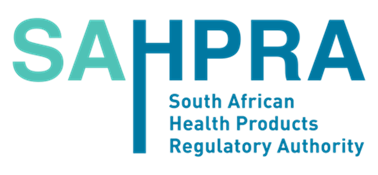 SAHPRA
South African
Health Products
Regulatory Authority